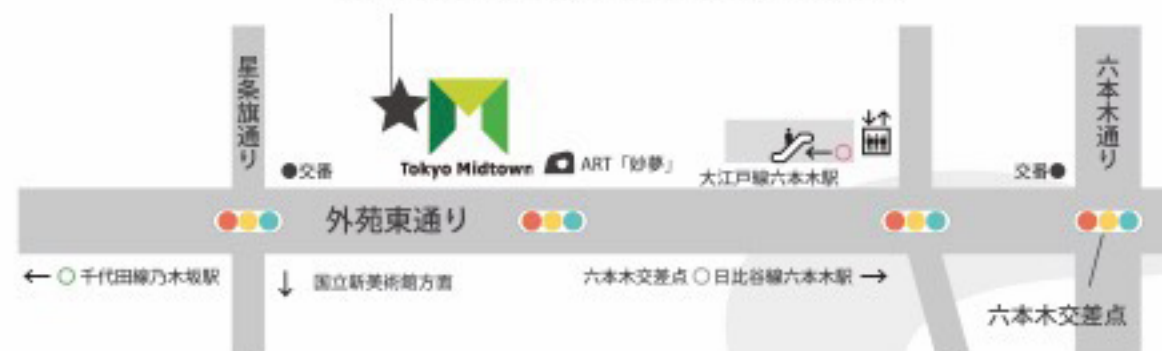 星条旗通り
六本木通り
●交番
Tokyo Midtown
ART「妙夢」
大江戸線六本木駅
交番●
外苑東通り
← ○千代田線乃木坂駅
↓ 国立新美術館方面
六本木交差点 ○日比谷線六本木駅 →
六本木交差点